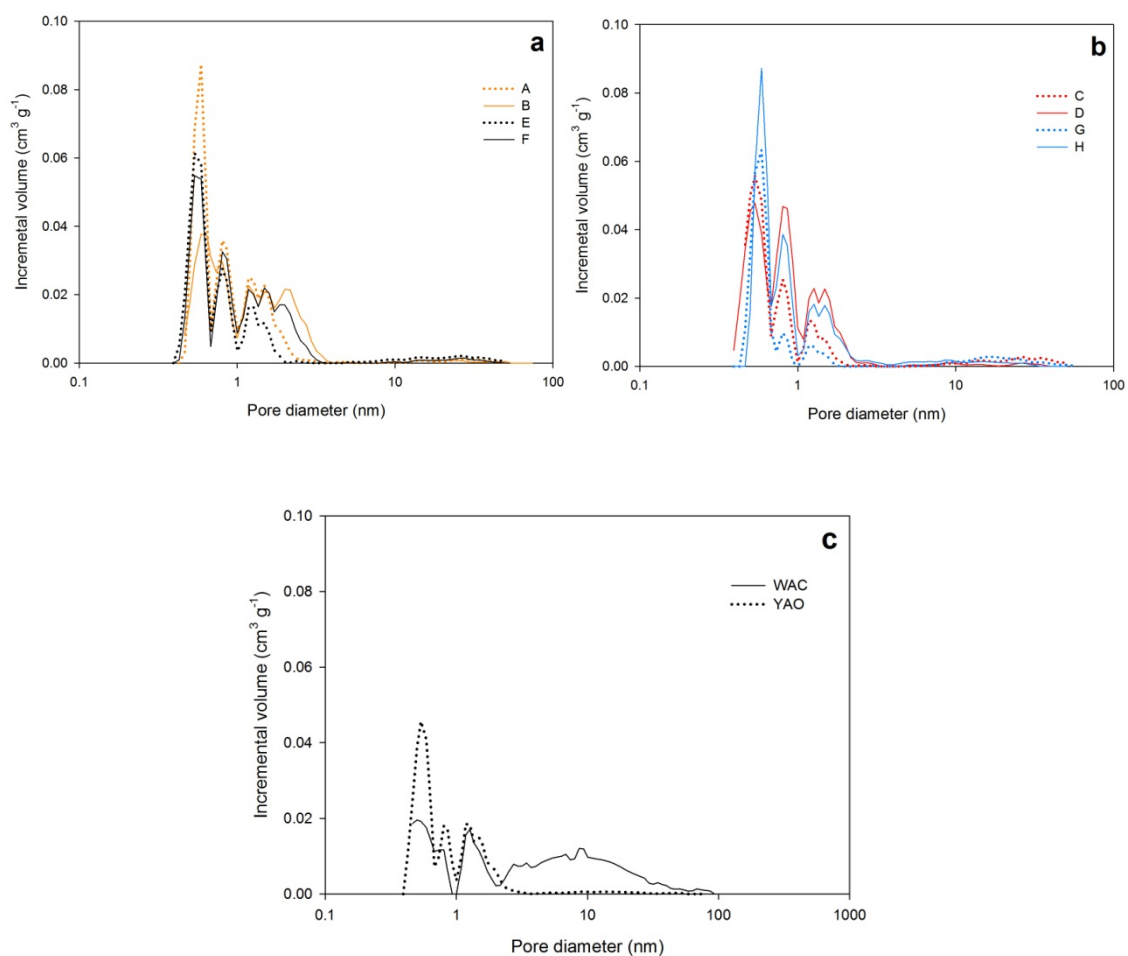 a
0.10
0.08
0.06
0.04
0.02
0.00
Incremetal volume (cm³ g⁻¹)
A
B
E
F
0.1
1
10
100
Pore diameter (nm)
b
0.10
0.08
0.06
0.04
0.02
0.00
Incremetal volume (cm³ g⁻¹)
C
D
G
H
0.1
1
10
100
Pore diameter (nm)
c
0.10
0.08
0.06
0.04
0.02
0.00
Incremental volume (cm³ g⁻¹)
WAC
YAO
0.1
1
10
100
1000
Pore diameter (nm)